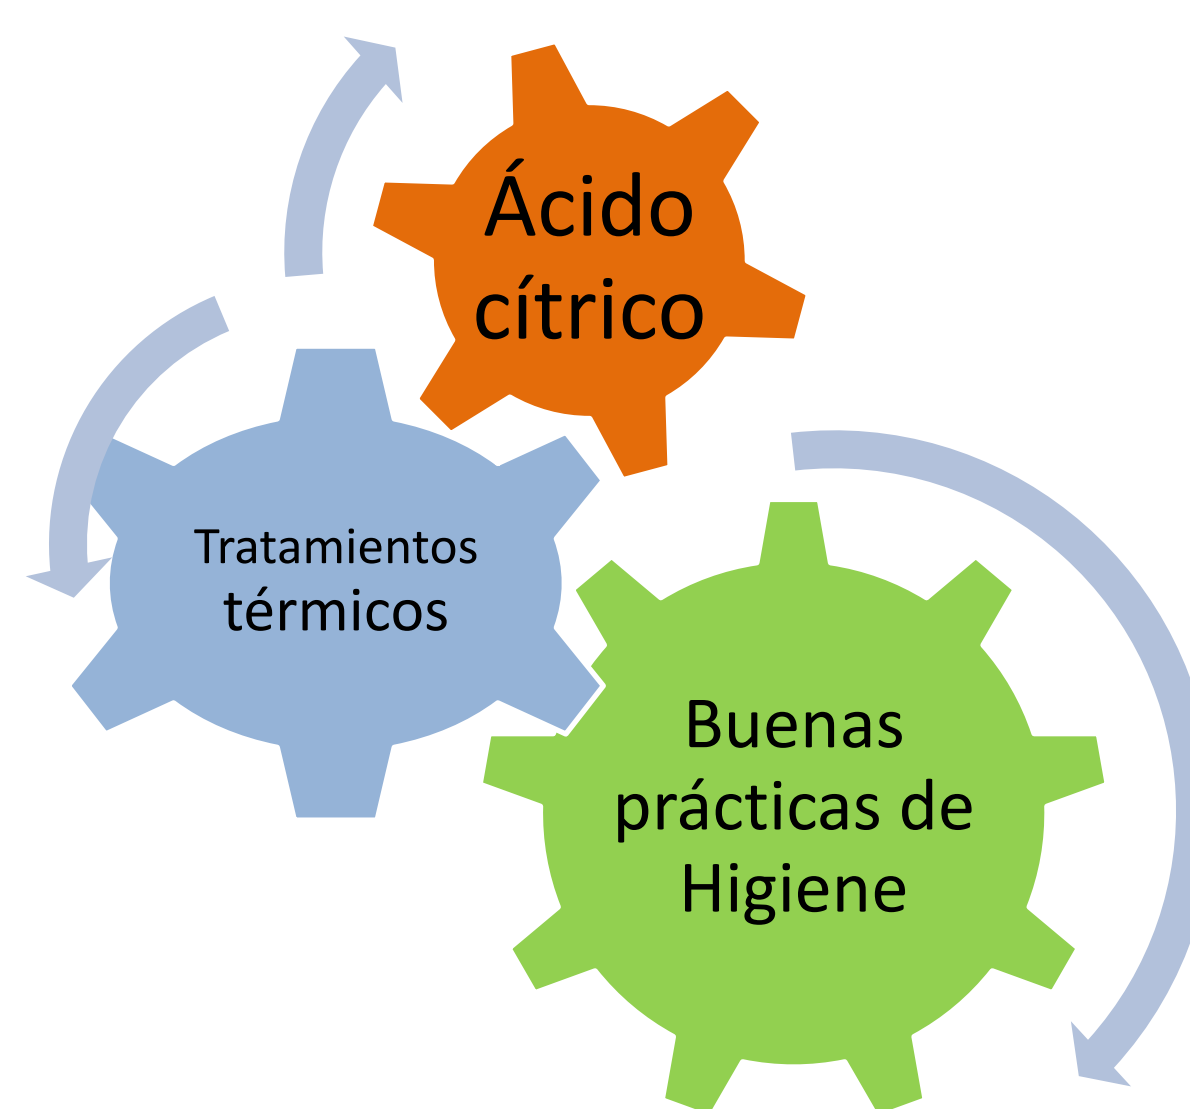 Ácido
cítrico
Tratamientos
térmicos
Buenas
prácticas de
Higiene